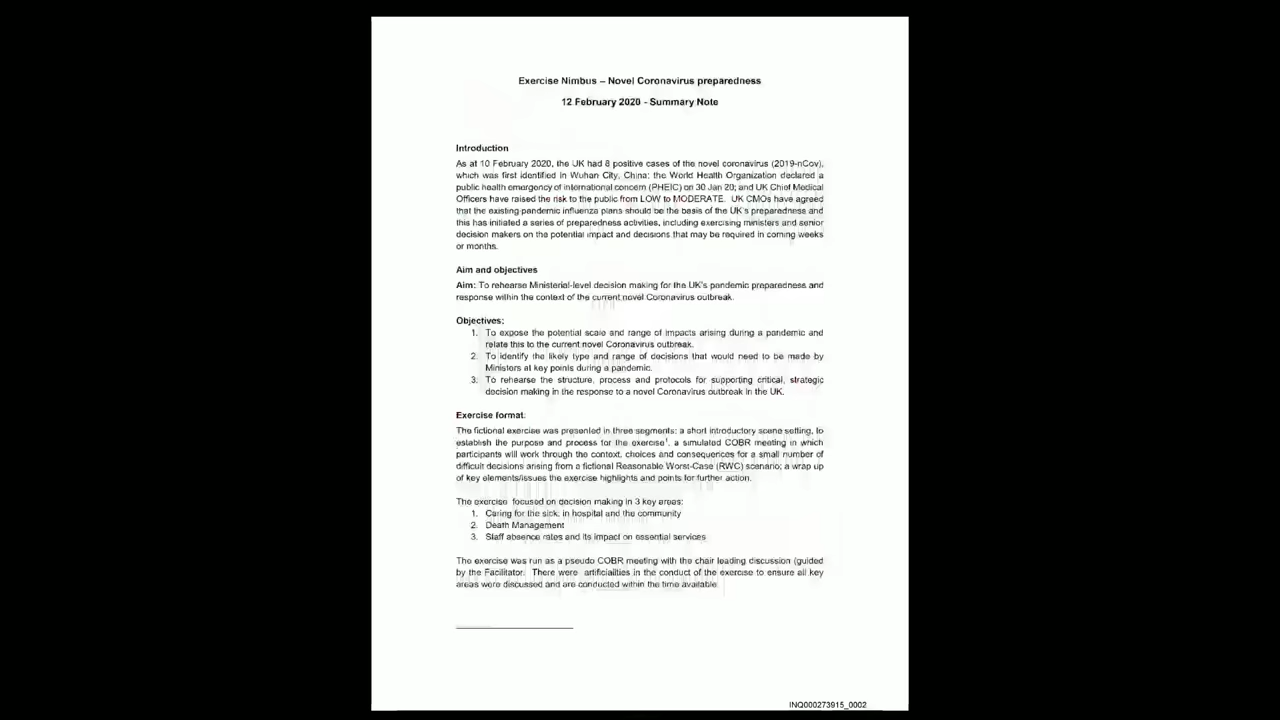 Exercise Nimbus – Novel Coronavirus preparedness
12 February 2020 - Summary Note
Introduction
As at 10 February 2020, the UK had 8 positive cases of the novel coronavirus (2019-nCov),
which was first identified in Wuhan City, China; the World Health Organization declared a
public health emergency of international concern (PHEIC) on 30 Jan 20; and UK Chief Medical
Officers have raised the risk to the public from LOW to MODERATE. UK CMOs have agreed
that the existing pandemic influenza plans should be the basis of the UK's preparedness and
this has initiated a series of preparedness activities, including exercising ministers and senior
decision makers on the potential impact and decisions that may be required in coming weeks
or months.
Aim and objectives
Aim: To rehearse Ministerial-level decision making for the UK's pandemic preparedness and
response within the context of the current novel Coronavirus outbreak.
Objectives:
1. To expose the potential scale and range of impacts arising during a pandemic and
relate this to the current novel Coronavirus outbreak.
2. To identify the likely type and range of decisions that would need to be made by
Ministers at key points during a pandemic.
3. To rehearse the structure, process and protocols for supporting critical, strategic
decision making in the response to a novel Coronavirus outbreak in the UK.
Exercise format:
The fictional exercise was presented in three segments: a short introductory scene setting, to
establish the purpose and process for the exercise¹, a simulated COBR meeting in which
participants will work through the context, choices and consequences for a small number of
difficult decisions arising from a fictional Reasonable Worst-Case (RWC) scenario; a wrap up
of key elements/issues the exercise highlights and points for further action.
The exercise focused on decision making in 3 key areas:
1. Caring for the sick; in hospital and the community
2. Death Management
3. Staff absence rates and its impact on essential services
The exercise was run as a pseudo COBR meeting with the chair leading discussion (guided
by the Facilitator. There were artificialities in the conduct of the exercise to ensure all key
areas were discussed and are conducted within the time available.
INQ000273915_0002